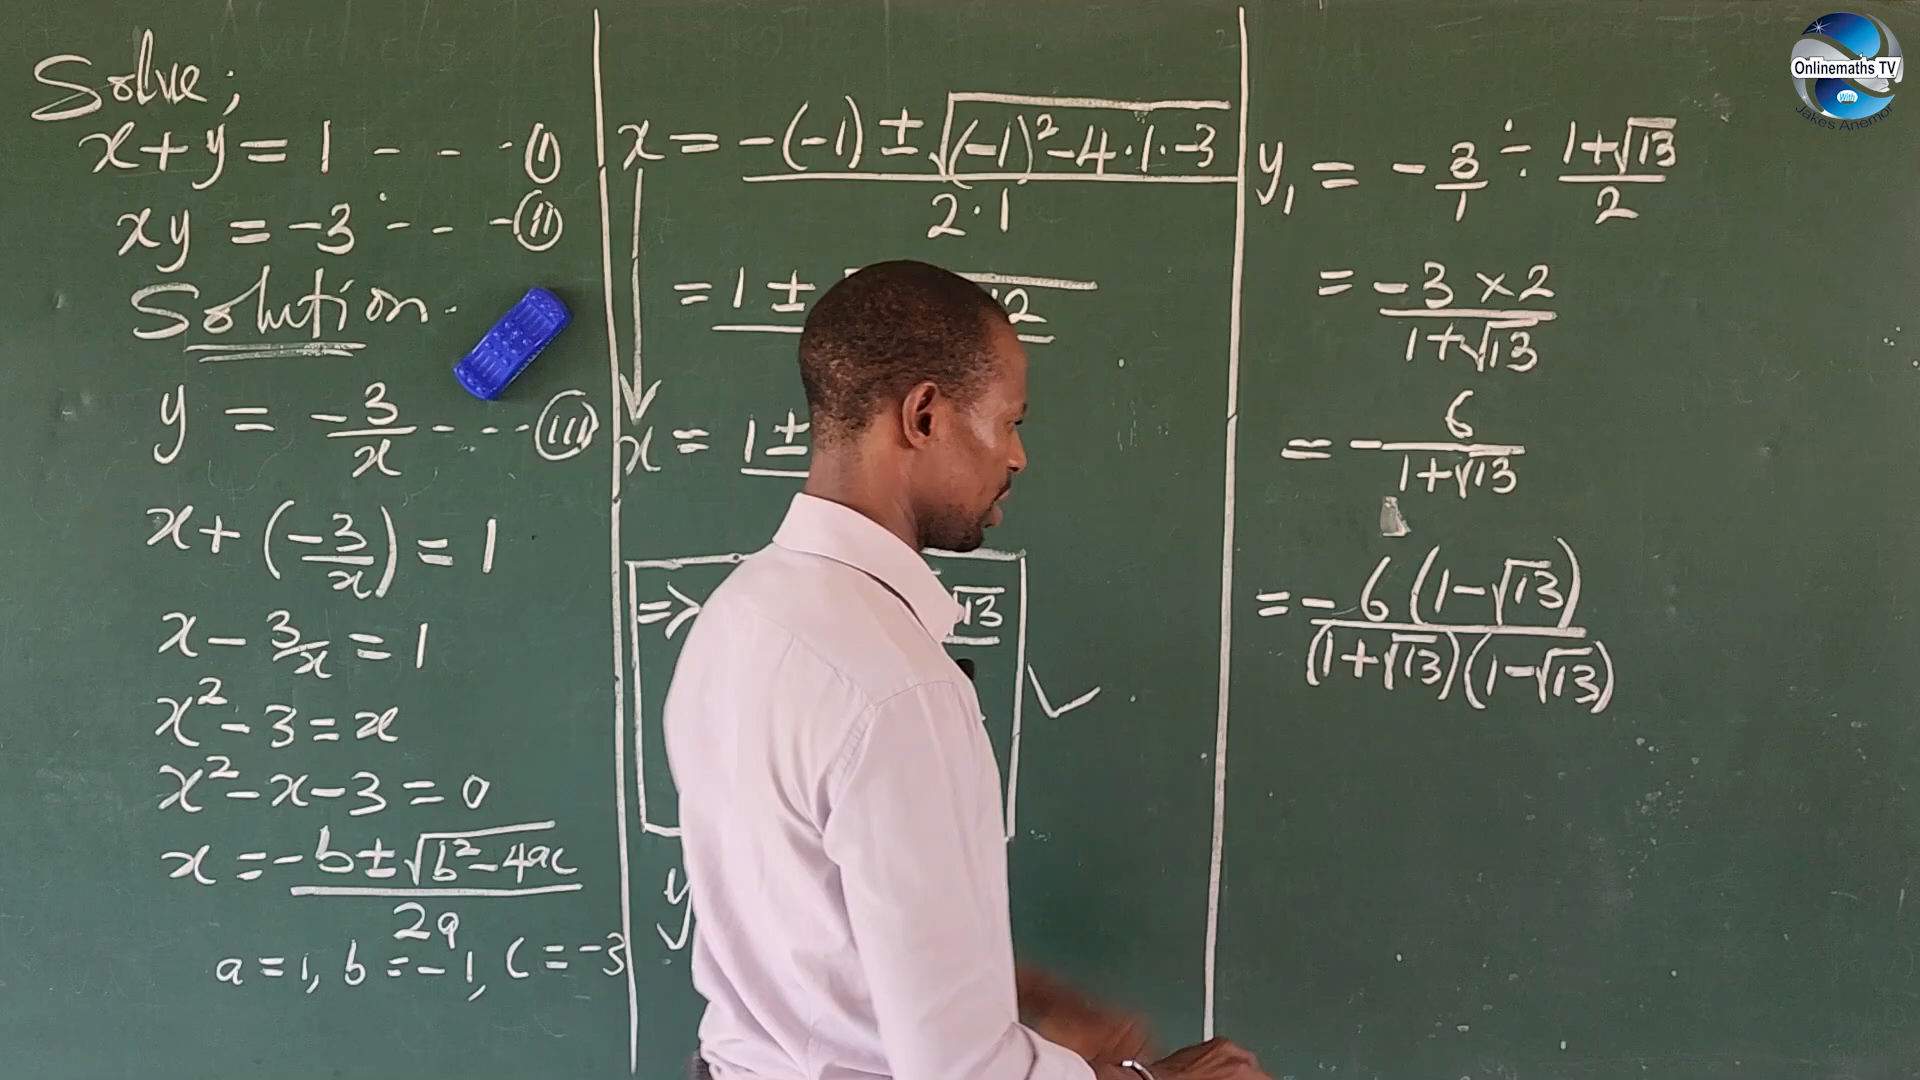 Solve;
x + y = 1 - - - (i)
xy = -3 - - - (ii)
Solution
y = -3/x - - - (iii)
x + (-3/x) = 1
x - 3/x = 1
x² - 3 = x
x² - x - 3 = 0
x = -b ± √b² - 4ac / 2a
a = 1, b = -1, c = -3
x = -(-1) ± √(-1)² - 4·1·-3 / 2·1
= 1 ± 12
x = 1 ±
=> √13
y
y₁ = -3/1 ÷ 1+√13 / 2
= -3 × 2 / 1+√13
= - 6 / 1+√13
= - 6(1-√13) / (1+√13)(1-√13)
Onlinemaths TV
With
Jakes Anemor